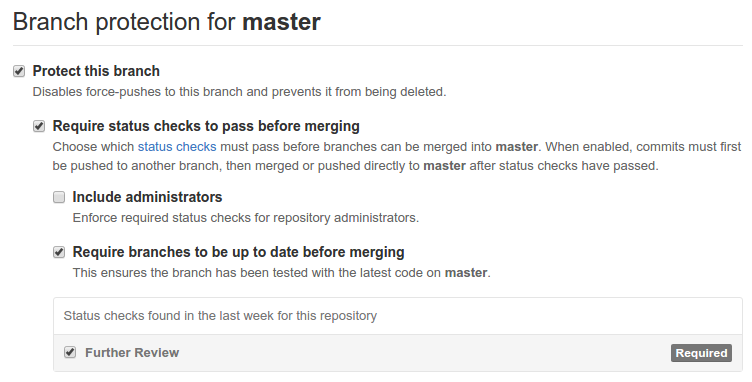 Branch protection for master
Protect this branch
Disables force-pushes to this branch and prevents it from being deleted.
Require status checks to pass before merging
Choose which status checks must pass before branches can be merged into master. When enabled, commits must first
be pushed to another branch, then merged or pushed directly to master after status checks have passed.
Include administrators
Enforce required status checks for repository administrators.
Require branches to be up to date before merging
This ensures the branch has been tested with the latest code on master.
Status checks found in the last week for this repository
Further Review Required